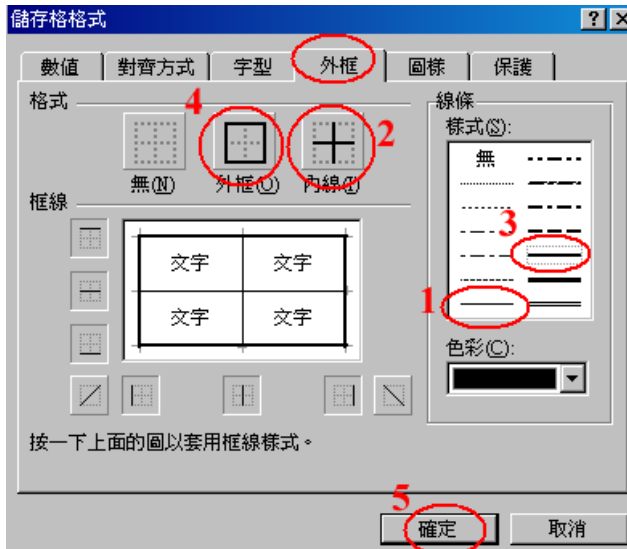 儲存格格式
數值 對齊方式 字型 外框 圖樣 保護
格式
4
2
無(N) 外框(O) 內線(I)
線條
樣式(S):
無
3
1
框線
文字 文字
文字 文字
色彩(C):
按一下上面的圖以套用框線樣式。
5
確定 取消